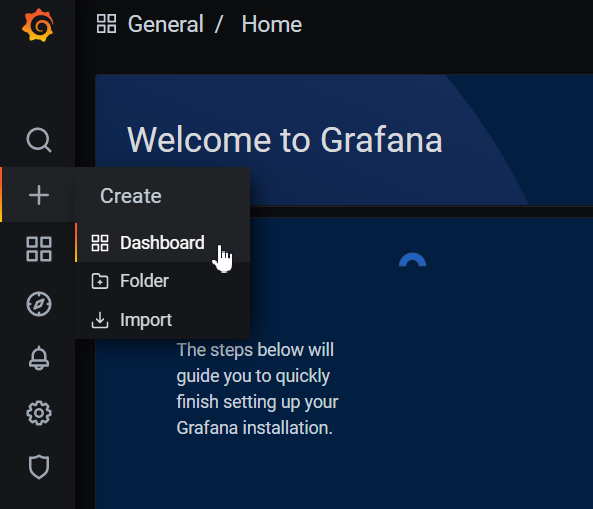 General / Home
Welcome to Grafana
Create
Dashboard
Folder
Import
The steps below will
guide you to quickly
finish setting up your
Grafana installation.